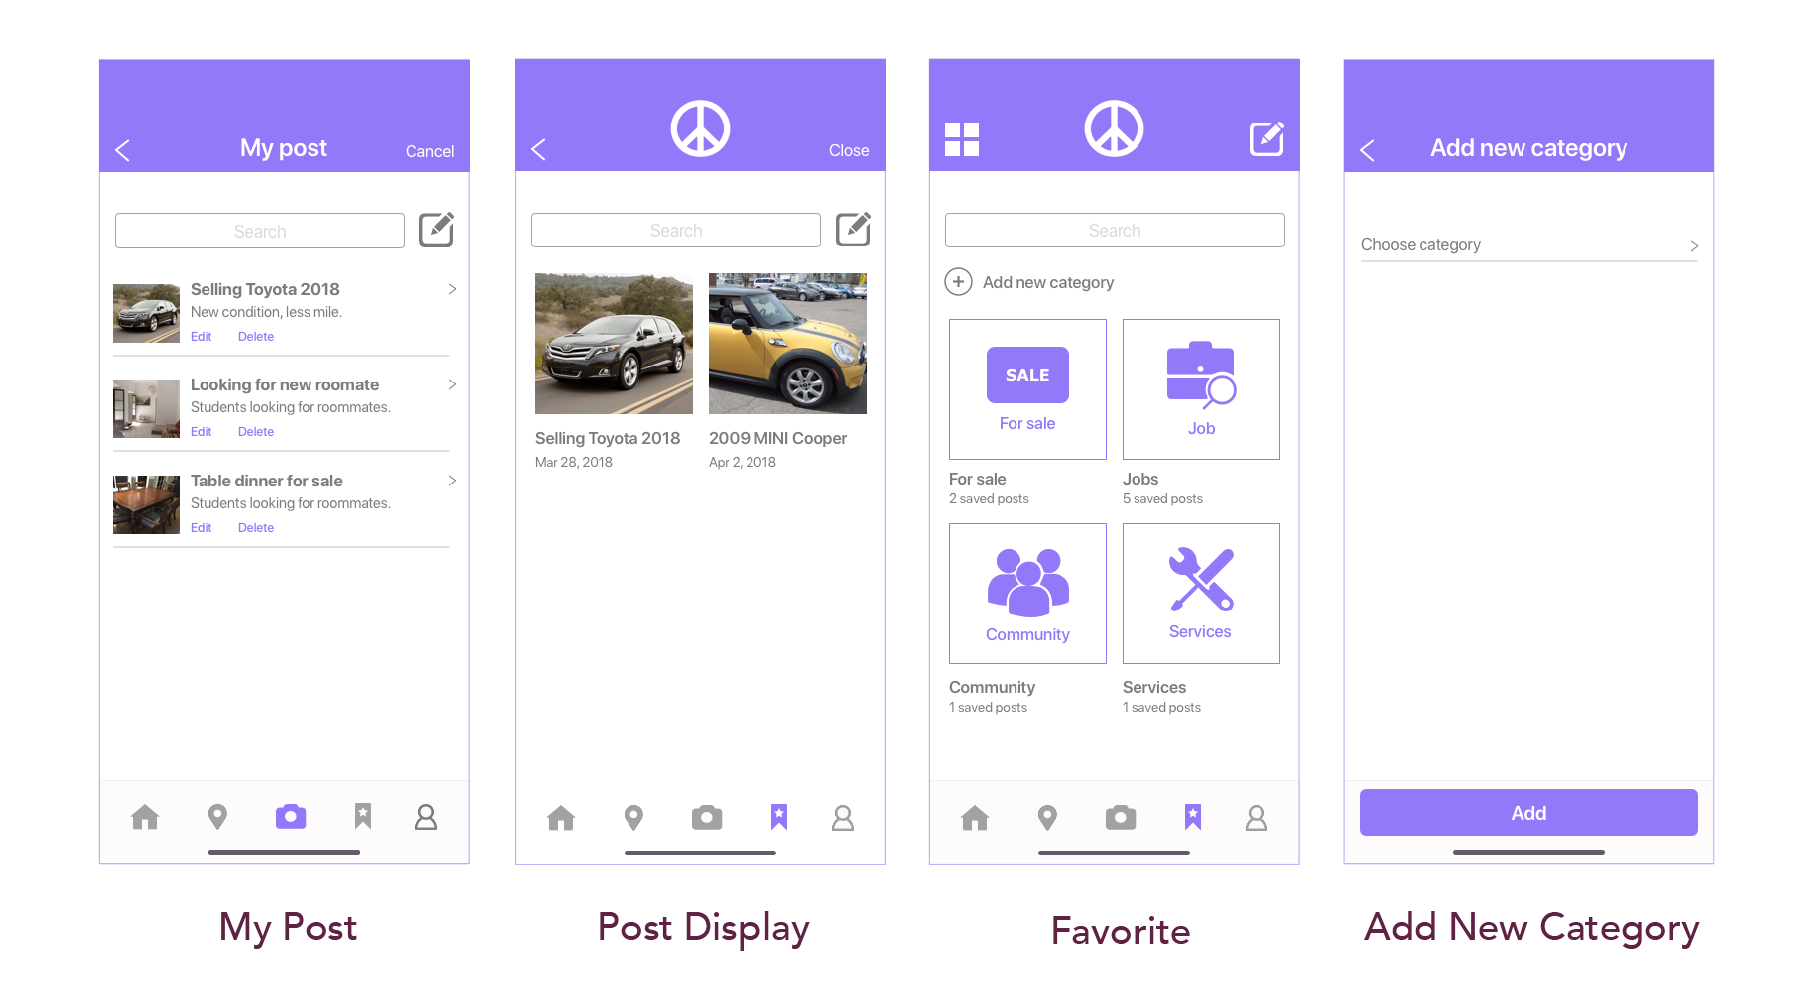 My post
Cancel
Search
Selling Toyota 2018
New condition, less mile.
Edit Delete
Looking for new roomate
Students looking for roommates.
Edit Delete
Table dinner for sale
Students looking for roommates.
Edit Delete
My Post
Close
Search
Selling Toyota 2018
Mar 28, 2018
2009 MINI Cooper
Apr 2, 2018
Post Display
Search
Add new category
SALE
For sale
For sale
2 saved posts
Job
Jobs
5 saved posts
Community
Community
1 saved posts
Services
Services
1 saved posts
Favorite
Add new category
Choose category
Add
Add New Category